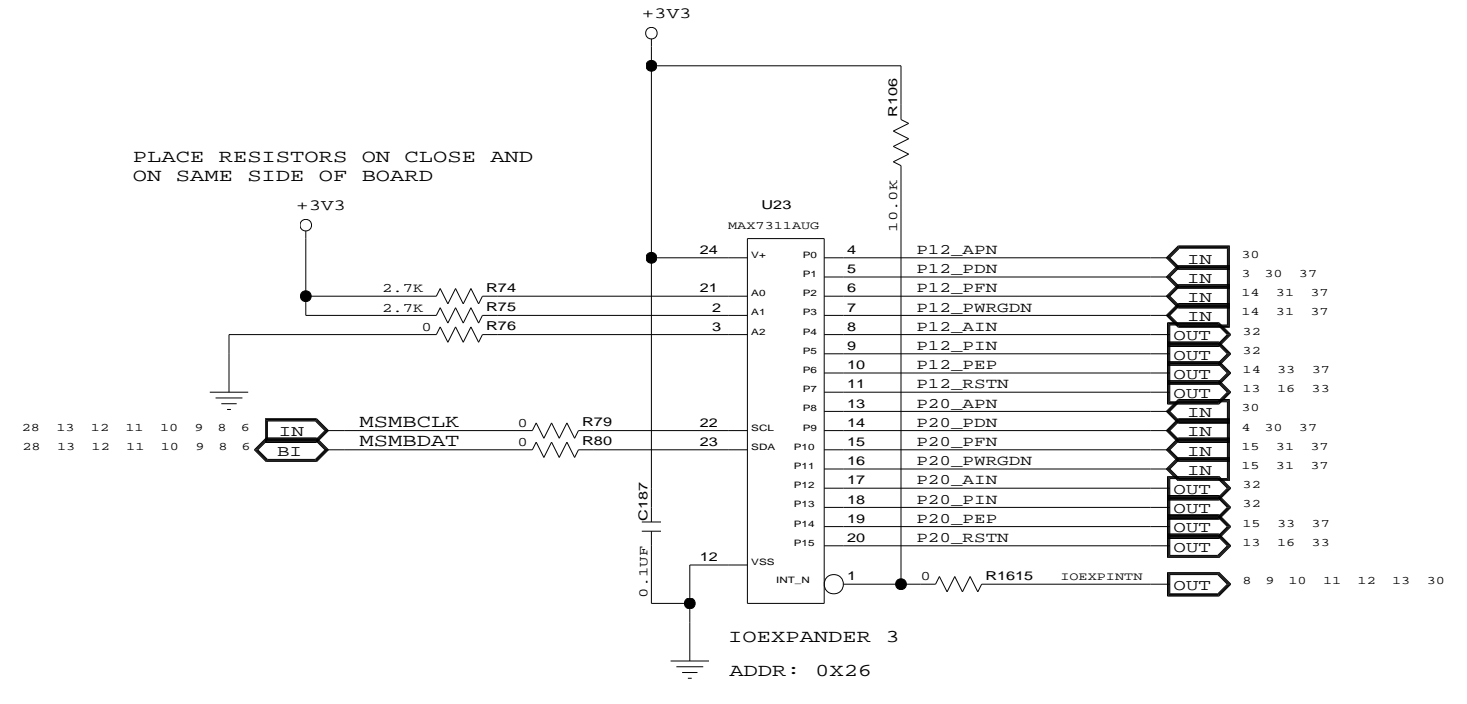 +3V3
R106
10.0K
PLACE RESISTORS ON CLOSE AND
ON SAME SIDE OF BOARD
+3V3
U23
MAX7311AUG
24 V+ P0 4 P12_APN IN 30
P1 5 P12_PDN IN 3 30 37
2.7K R74 21 A0 P2 6 P12_PFN IN 14 31 37
2.7K R75 2 A1 P3 7 P12_PWRGDN IN 14 31 37
0 R76 3 A2 P4 8 P12_AIN OUT 32
P5 9 P12_PIN OUT 32
P6 10 P12_PEP OUT 14 33 37
P7 11 P12_RSTN OUT 13 16 33
P8 13 P20_APN IN 30
28 13 12 11 10 9 8 6 IN MSMBCLK 0 R79 22 SCL P9 14 P20_PDN IN 4 30 37
28 13 12 11 10 9 8 6 BI MSMBDAT 0 R80 23 SDA P10 15 P20_PFN IN 15 31 37
P11 16 P20_PWRGDN IN 15 31 37
P12 17 P20_AIN OUT 32
P13 18 P20_PIN OUT 32
P14 19 P20_PEP OUT 15 33 37
P15 20 P20_RSTN OUT 13 16 33
C187
0.1UF
12 VSS
INT_N 1 0 R1615 IOEXPINTN OUT 8 9 10 11 12 13 30
IOEXPANDER 3
ADDR: 0X26